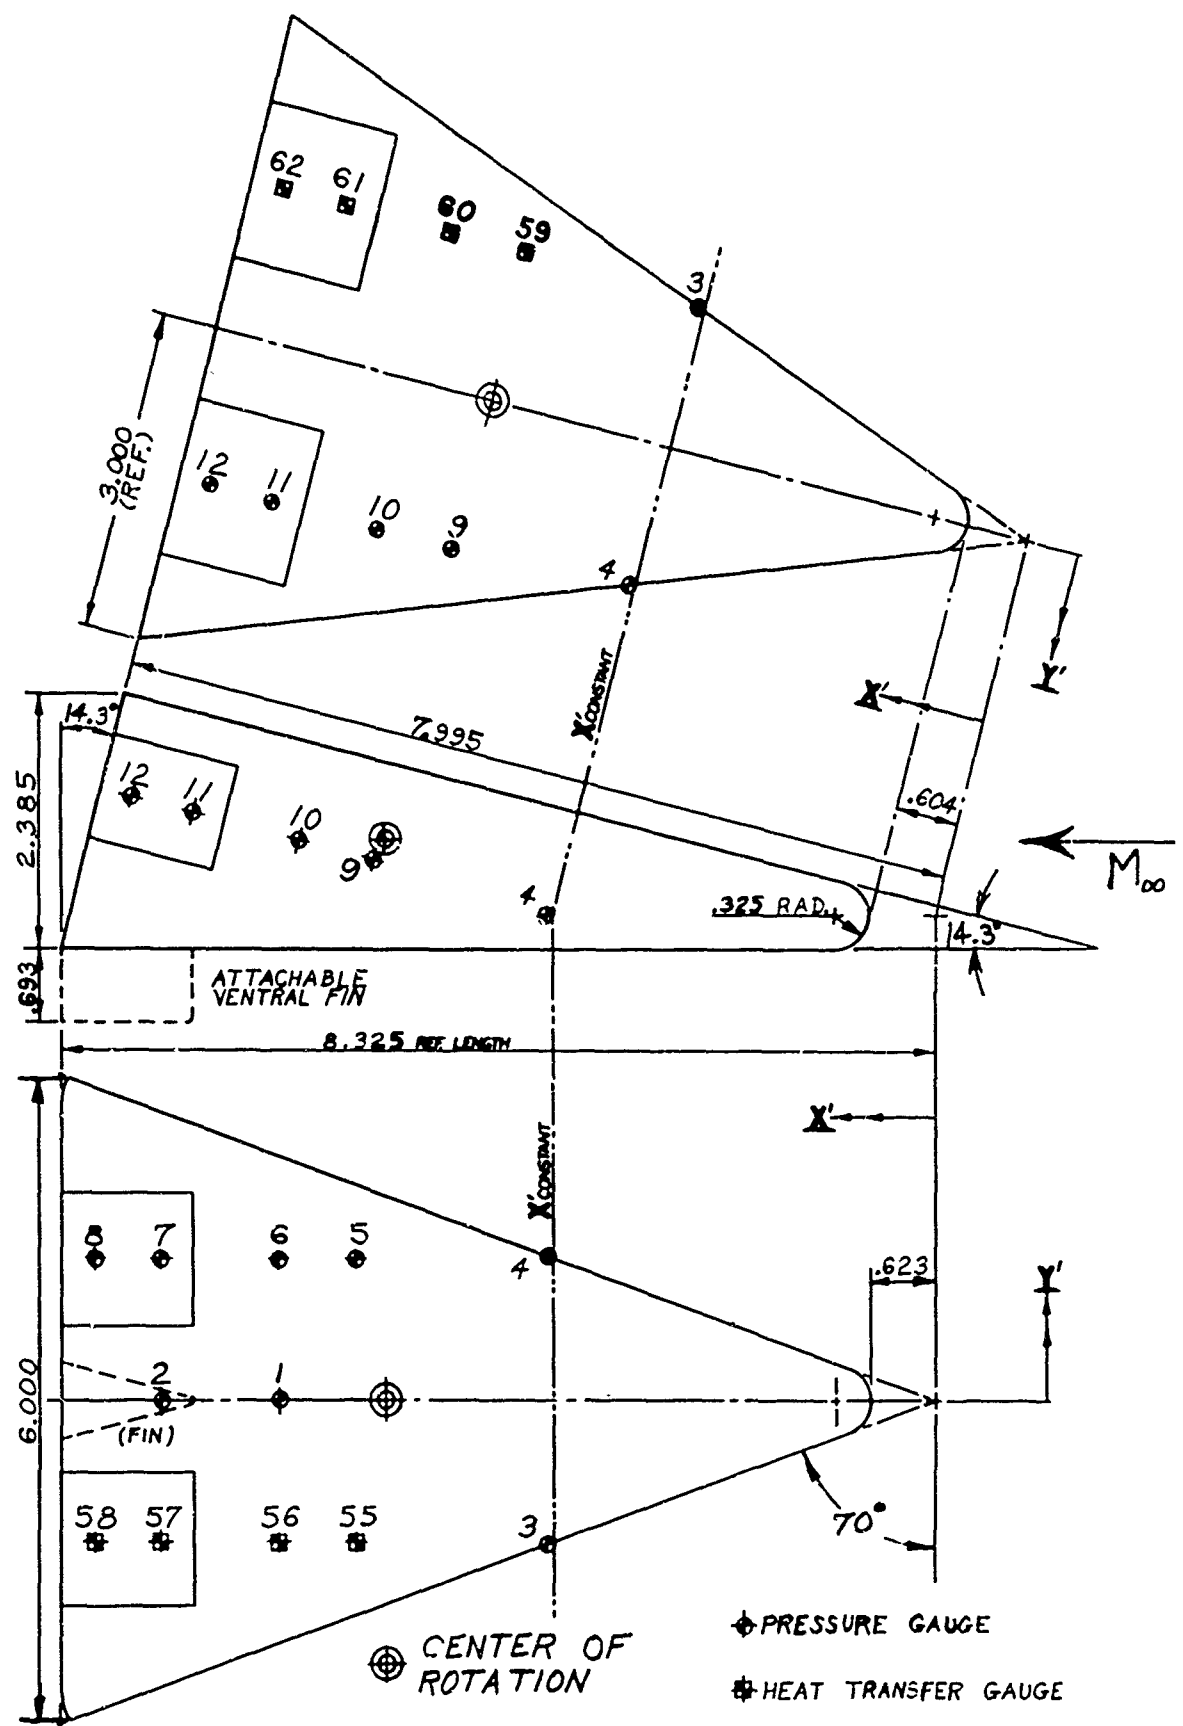 62
61
60
59
3
3.000
(REF.)
12
11
10
9
4
Y'
X'
X' CONSTANT
14.3°
7.995
2.385
12
11
10
9
4
.604
M∞
.325 RAD.
14.3°
.693
ATTACHABLE
VENTRAL FIN
8.325 REF. LENGTH
X'
X' CONSTANT
8
7
6
5
4
.623
Y'
6.000
2
1
(FIN)
58
57
56
55
3
70°
CENTER OF
ROTATION
PRESSURE GAUGE
HEAT TRANSFER GAUGE